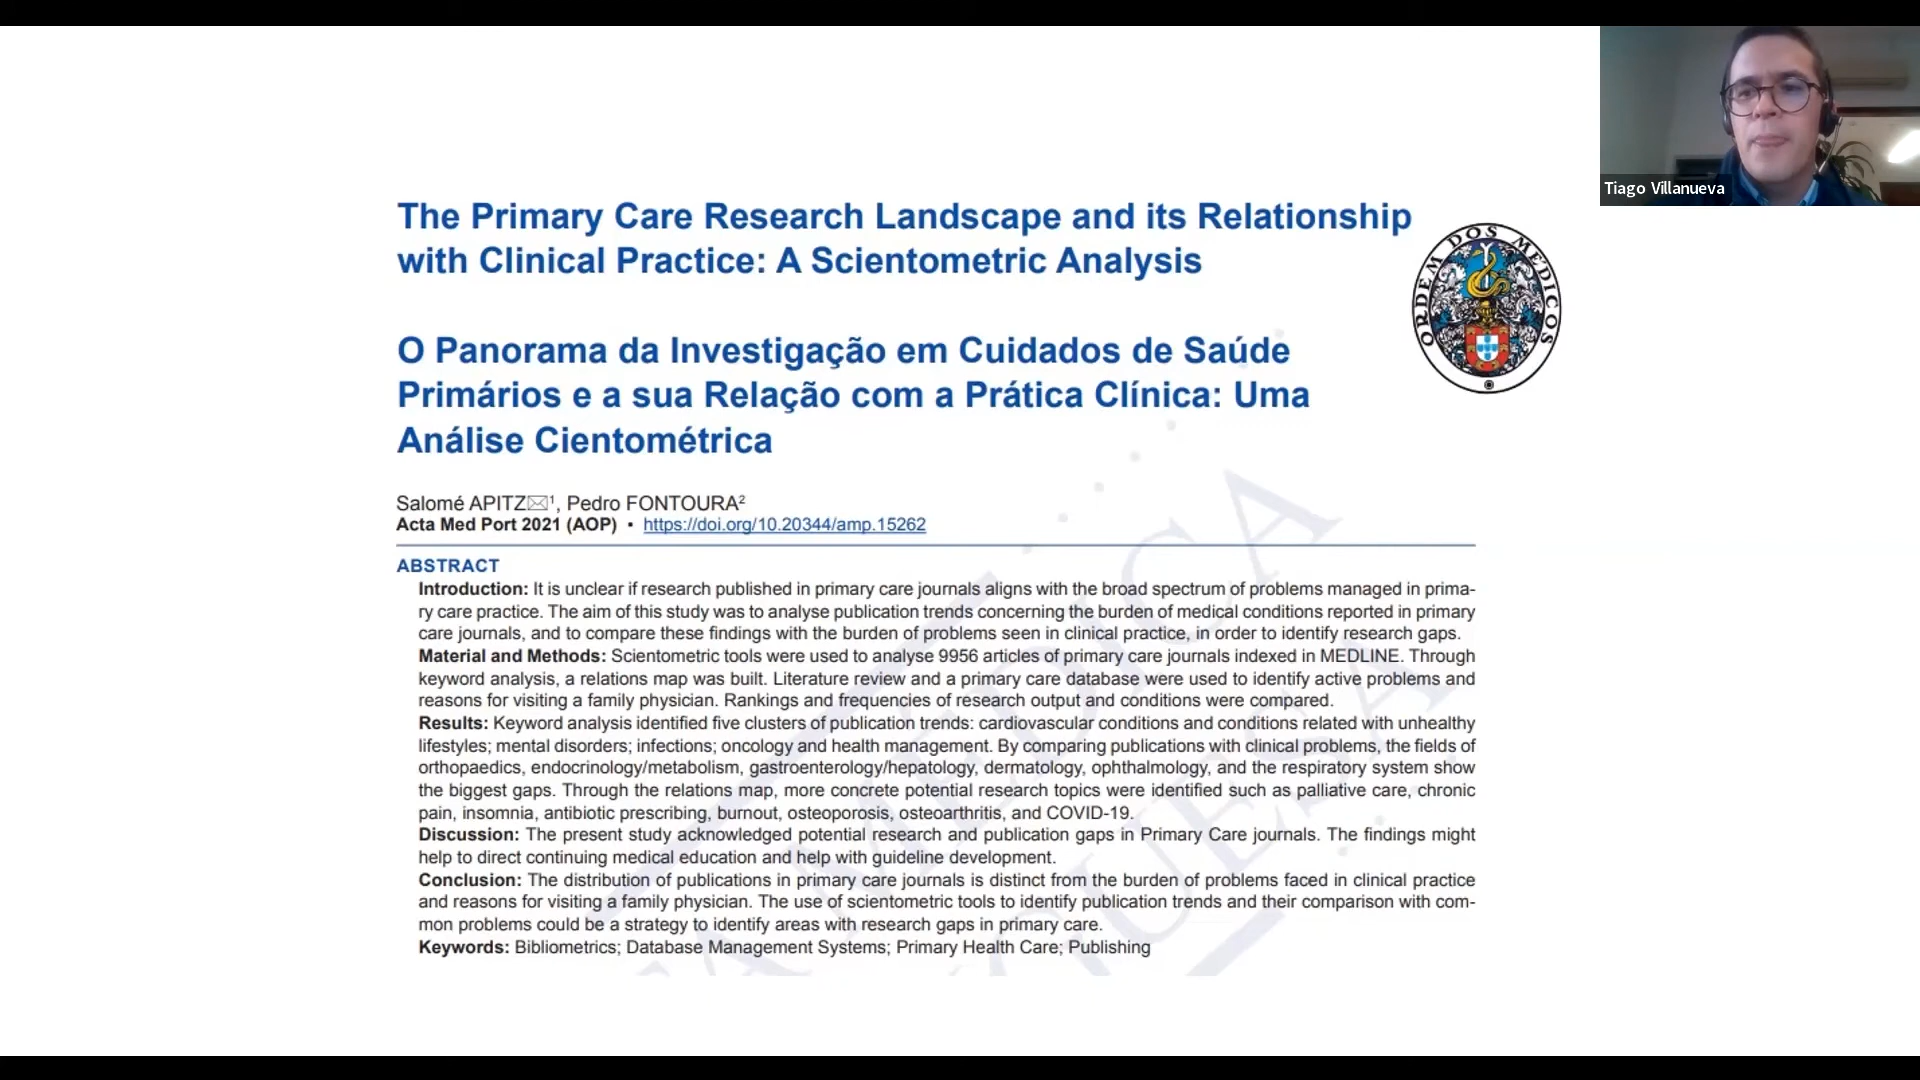 Tiago Villanueva
The Primary Care Research Landscape and its Relationship
with Clinical Practice: A Scientometric Analysis
ORDEM DOS MÉDICOS
O Panorama da Investigação em Cuidados de Saúde
Primários e a sua Relação com a Prática Clínica: Uma
Análise Cientométrica
Salomé APITZ✉¹, Pedro FONTOURA²
Acta Med Port 2021 (AOP) • https://doi.org/10.20344/amp.15262
ABSTRACT
Introduction: It is unclear if research published in primary care journals aligns with the broad spectrum of problems managed in prima-
ry care practice. The aim of this study was to analyse publication trends concerning the burden of medical conditions reported in primary
care journals, and to compare these findings with the burden of problems seen in clinical practice, in order to identify research gaps.
Material and Methods: Scientometric tools were used to analyse 9956 articles of primary care journals indexed in MEDLINE. Through
keyword analysis, a relations map was built. Literature review and a primary care database were used to identify active problems and
reasons for visiting a family physician. Rankings and frequencies of research output and conditions were compared.
Results: Keyword analysis identified five clusters of publication trends: cardiovascular conditions and conditions related with unhealthy
lifestyles; mental disorders; infections; oncology and health management. By comparing publications with clinical problems, the fields of
orthopaedics, endocrinology/metabolism, gastroenterology/hepatology, dermatology, ophthalmology, and the respiratory system show
the biggest gaps. Through the relations map, more concrete potential research topics were identified such as palliative care, chronic
pain, insomnia, antibiotic prescribing, burnout, osteoporosis, osteoarthritis, and COVID-19.
Discussion: The present study acknowledged potential research and publication gaps in Primary Care journals. The findings might
help to direct continuing medical education and help with guideline development.
Conclusion: The distribution of publications in primary care journals is distinct from the burden of problems faced in clinical practice
and reasons for visiting a family physician. The use of scientometric tools to identify publication trends and their comparison with com-
mon problems could be a strategy to identify areas with research gaps in primary care.
Keywords: Bibliometrics; Database Management Systems; Primary Health Care; Publishing